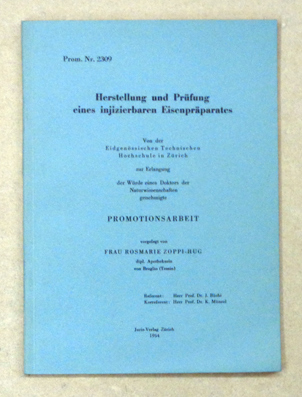 Prom. Nr. 2309
Herstellung und Prüfung
eines injizierbaren Eisenpräparates
Von der
Eidgenössischen Technischen
Hochschule in Zürich
zur Erlangung
der Würde eines Doktors der
Naturwissenschaften
genehmigte
PROMOTIONSARBEIT
vorgelegt von
FRAU ROSMARIE ZOPPI-HUG
dipl. Apothekerin
von Broglio (Tessin)
Referent: Herr Prof. Dr. J. Büchi
Korreferent: Herr Prof. Dr. K. Münzel
Juris-Verlag Zürich
1954